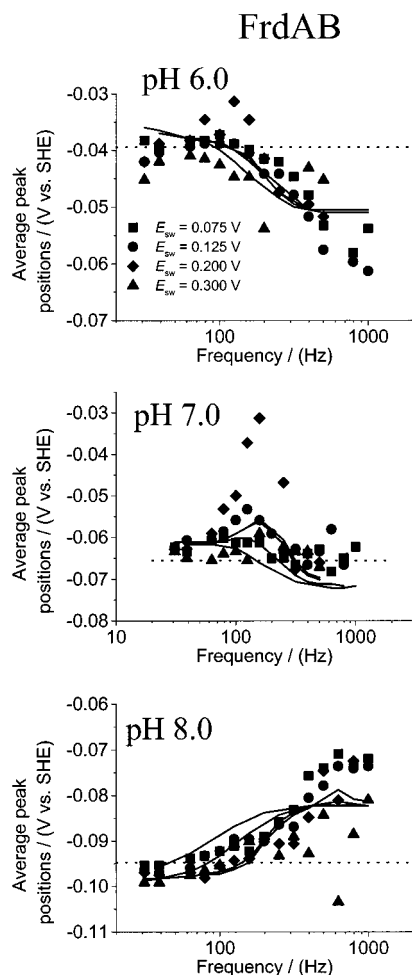 FrdAB
pH 6.0
-0.03
-0.04
-0.05
-0.06
-0.07
Average peak
positions / (V vs. SHE)
■ E_sw = 0.075 V
● E_sw = 0.125 V
◆ E_sw = 0.200 V
▲ E_sw = 0.300 V
100
1000
Frequency / (Hz)
pH 7.0
-0.03
-0.04
-0.05
-0.06
-0.07
-0.08
Average peak
positions / (V vs. SHE)
10
100
1000
Frequency / (Hz)
pH 8.0
-0.06
-0.07
-0.08
-0.09
-0.10
-0.11
Average peak
positions / (V vs. SHE)
100
1000
Frequency / (Hz)